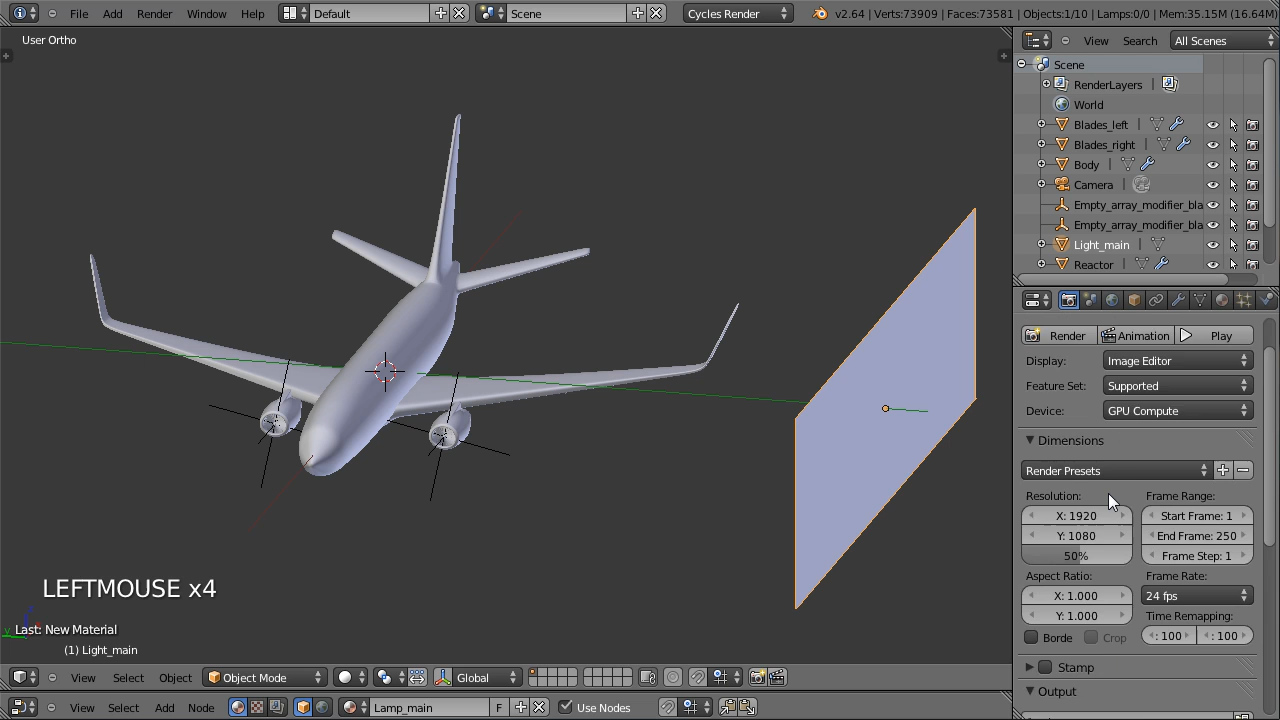 File Add Render Window Help Default Scene Cycles Render v2.64 | Verts:73909 | Faces:73581 | Objects:1/10 | Lamps:0/0 | Mem:35.15M (16.64M)
User Ortho
View Search All Scenes
Scene
RenderLayers
World
Blades_left
Blades_right
Body
Camera
Empty_array_modifier_bla
Empty_array_modifier_bla
Light_main
Reactor
Render Animation Play
Display: Image Editor
Feature Set: Supported
Device: GPU Compute
Dimensions
Render Presets
Resolution: Frame Range:
X: 1920 Start Frame: 1
Y: 1080 End Frame: 250
50% Frame Step: 1
Aspect Ratio: Frame Rate:
X: 1.000 24 fps
Y: 1.000 Time Remapping:
Borde Crop : 100 : 100
Stamp
Output
LEFTMOUSE x4
Last: New Material
(1) Light_main
View Select Object Object Mode Global
View Select Add Node Lamp_main F Use Nodes